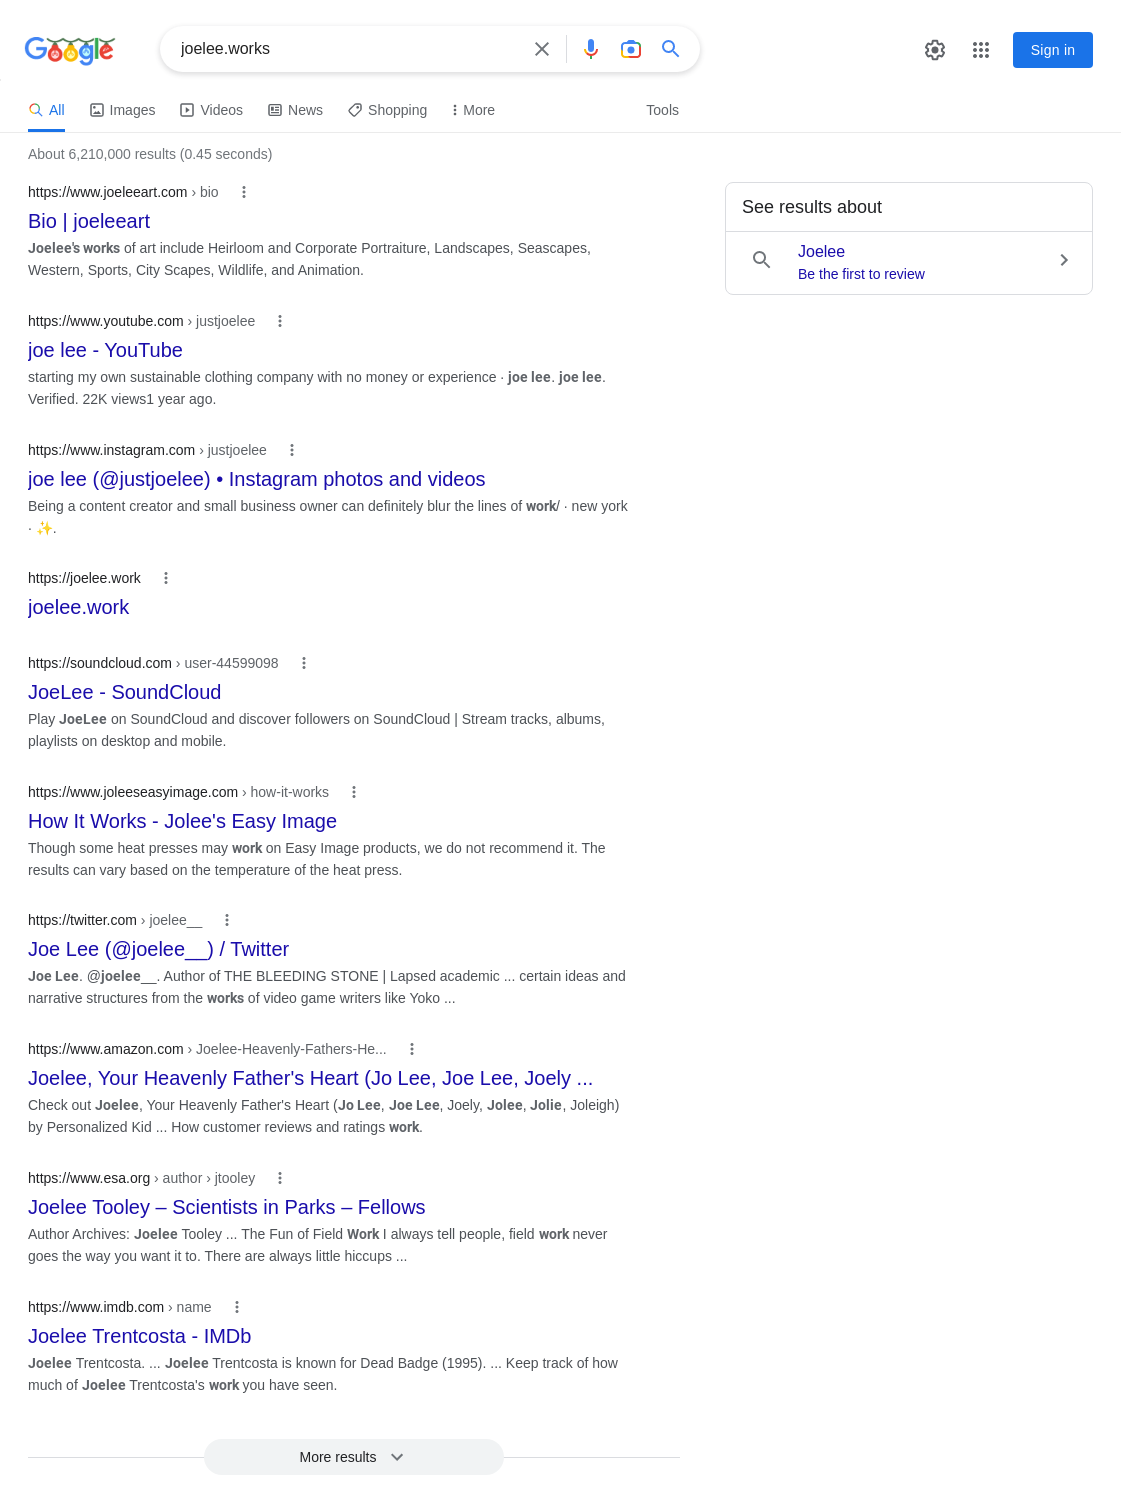 Google
joelee.works
Sign in
All Images Videos News Shopping More Tools
About 6,210,000 results (0.45 seconds)
https://www.joeleeart.com › bio
Bio | joeleeart
Joelee's works of art include Heirloom and Corporate Portraiture, Landscapes, Seascapes,
Western, Sports, City Scapes, Wildlife, and Animation.
See results about
Joelee
Be the first to review
https://www.youtube.com › justjoelee
joe lee - YouTube
starting my own sustainable clothing company with no money or experience · joe lee. joe lee.
Verified. 22K views1 year ago.
https://www.instagram.com › justjoelee
joe lee (@justjoelee) • Instagram photos and videos
Being a content creator and small business owner can definitely blur the lines of work/ · new york
· ✨.
https://joelee.work
joelee.work
https://soundcloud.com › user-44599098
JoeLee - SoundCloud
Play JoeLee on SoundCloud and discover followers on SoundCloud | Stream tracks, albums,
playlists on desktop and mobile.
https://www.joleeseasyimage.com › how-it-works
How It Works - Jolee's Easy Image
Though some heat presses may work on Easy Image products, we do not recommend it. The
results can vary based on the temperature of the heat press.
https://twitter.com › joelee__
Joe Lee (@joelee__) / Twitter
Joe Lee. @joelee__. Author of THE BLEEDING STONE | Lapsed academic ... certain ideas and
narrative structures from the works of video game writers like Yoko ...
https://www.amazon.com › Joelee-Heavenly-Fathers-He...
Joelee, Your Heavenly Father's Heart (Jo Lee, Joe Lee, Joely ...
Check out Joelee, Your Heavenly Father's Heart (Jo Lee, Joe Lee, Joely, Jolee, Jolie, Joleigh)
by Personalized Kid ... How customer reviews and ratings work.
https://www.esa.org › author › jtooley
Joelee Tooley – Scientists in Parks – Fellows
Author Archives: Joelee Tooley ... The Fun of Field Work I always tell people, field work never
goes the way you want it to. There are always little hiccups ...
https://www.imdb.com › name
Joelee Trentcosta - IMDb
Joelee Trentcosta. ... Joelee Trentcosta is known for Dead Badge (1995). ... Keep track of how
much of Joelee Trentcosta's work you have seen.
More results